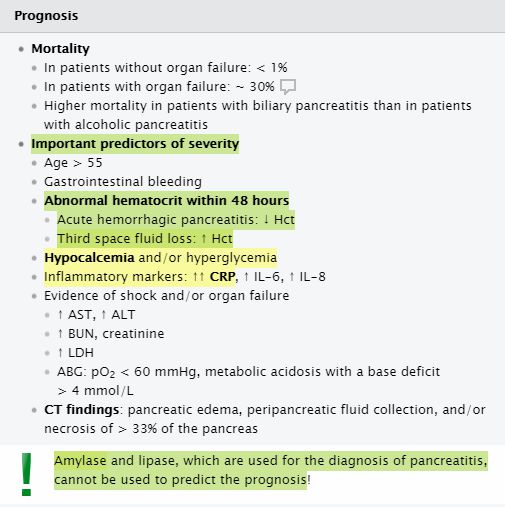 Prognosis
Mortality
In patients without organ failure: < 1%
In patients with organ failure: ~ 30%
Higher mortality in patients with biliary pancreatitis than in patients
with alcoholic pancreatitis
Important predictors of severity
Age > 55
Gastrointestinal bleeding
Abnormal hematocrit within 48 hours
Acute hemorrhagic pancreatitis: ↓ Hct
Third space fluid loss: ↑ Hct
Hypocalcemia and/or hyperglycemia
Inflammatory markers: ↑↑ CRP, ↑ IL-6, ↑ IL-8
Evidence of shock and/or organ failure
↑ AST, ↑ ALT
↑ BUN, creatinine
↑ LDH
ABG: pO₂ < 60 mmHg, metabolic acidosis with a base deficit
> 4 mmol/L
CT findings: pancreatic edema, peripancreatic fluid collection, and/or
necrosis of > 33% of the pancreas
Amylase and lipase, which are used for the diagnosis of pancreatitis,
cannot be used to predict the prognosis!